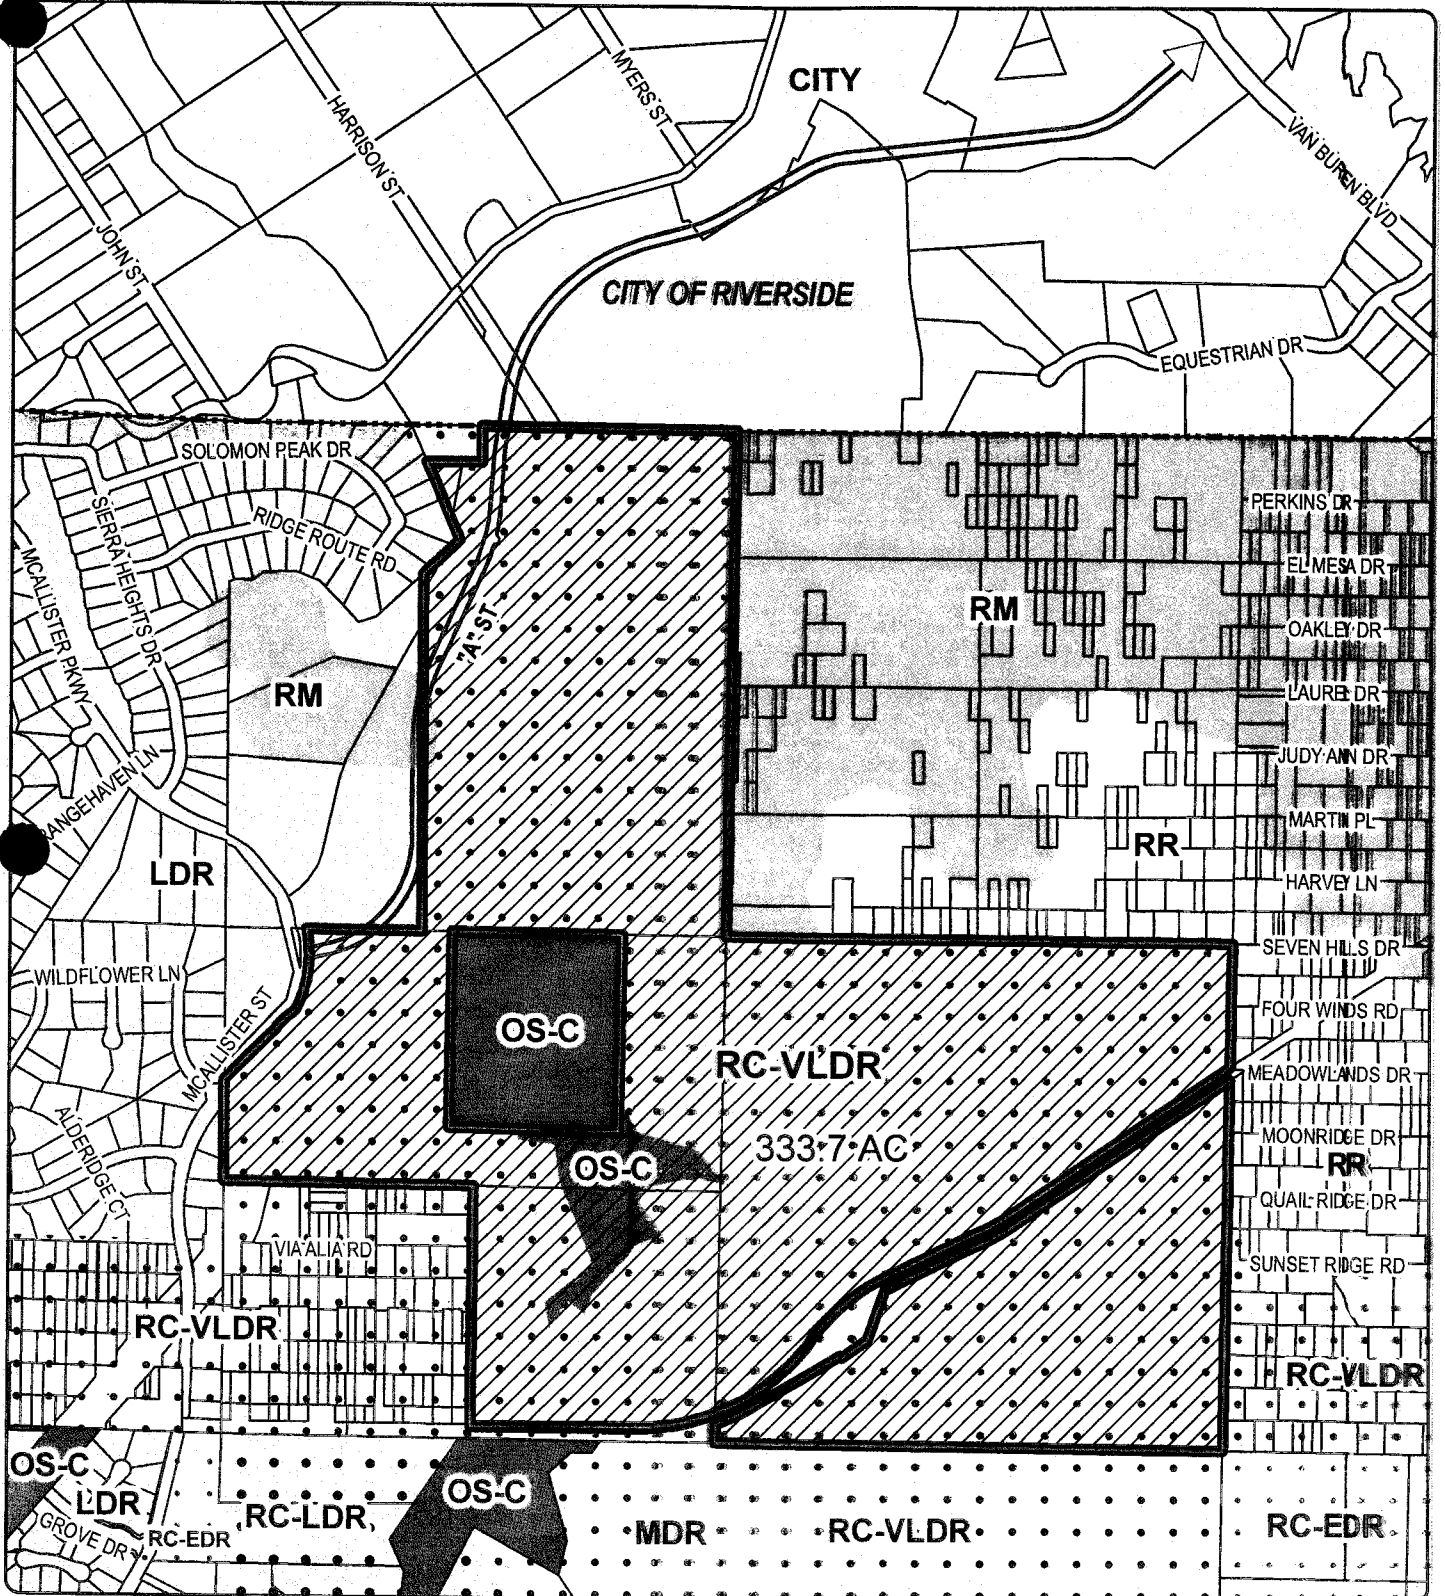 CITY
MYERS ST
HARRISON ST
VAN BUREN BLVD
JOHN ST
CITY OF RIVERSIDE
EQUESTRIAN DR
SOLOMON PEAK DR
SIERRA HEIGHTS DR
RIDGE ROUTE RD
MCALLISTER PKWY
PERKINS DR
EL MESA DR
RM
OAKLEY DR
"A" ST
RM
LAUREL DR
JUDY ANN DR
RANGEHAVEN LN
MARTIN PL
RR
LDR
HARVEY LN
SEVEN HILLS DR
WILDFLOWER LN
MCALLISTER ST
FOUR WINDS RD
OS-C
RC-VLDR
MEADOWLANDS DR
ALDERIDGE CT
333.7 AC
MOONRIDGE DR
OS-C
RR
QUAIL RIDGE DR
VIA ALIA RD
SUNSET RIDGE RD
RC-VLDR
RC-VLDR
OS-C
OS-C
LDR
RC-LDR
GROVE DR
RC-EDR
MDR
RC-VLDR
RC-EDR